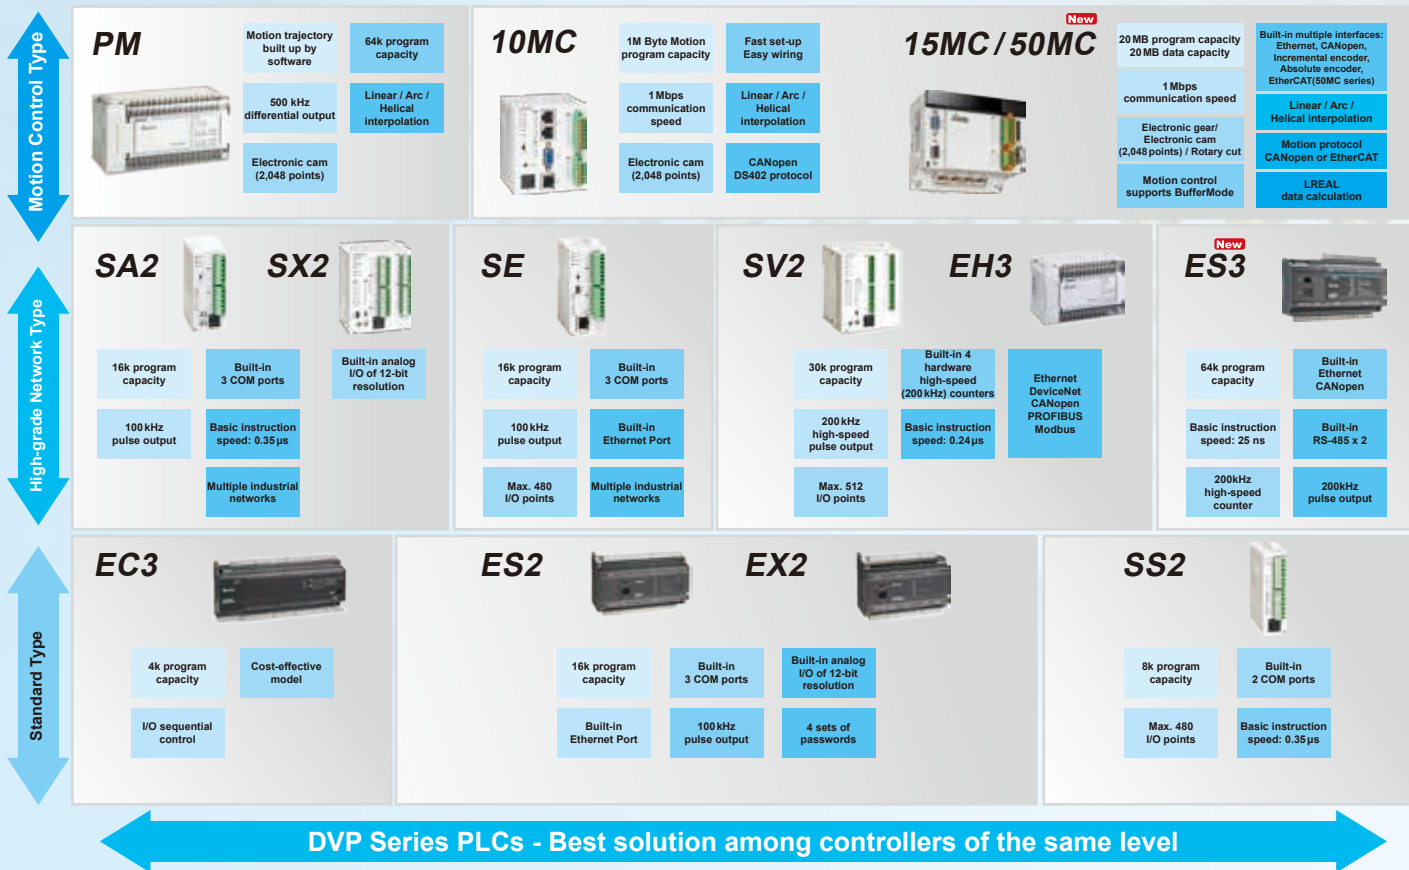 Motion Control Type
PM
Motion trajectory
built up by
software
64k program
capacity
500 kHz
differential output
Linear / Arc /
Helical
interpolation
Electronic cam
(2,048 points)
10MC
1M Byte Motion
program capacity
Fast set-up
Easy wiring
1 Mbps
communication
speed
Linear / Arc /
Helical
interpolation
Electronic cam
(2,048 points)
CANopen
DS402 protocol
New
15MC / 50MC
20 MB program capacity
20 MB data capacity
Built-in multiple interfaces:
Ethernet, CANopen,
Incremental encoder,
Absolute encoder,
EtherCAT(50MC series)
1 Mbps
communication speed
Linear / Arc /
Helical interpolation
Electronic gear/
Electronic cam
(2,048 points) / Rotary cut
Motion protocol
CANopen or EtherCAT
Motion control
supports BufferMode
LREAL
data calculation
High-grade Network Type
SA2
SX2
16k program
capacity
Built-in
3 COM ports
Built-in analog
I/O of 12-bit
resolution
100 kHz
pulse output
Basic instruction
speed: 0.35 µs
Multiple industrial
networks
SE
16k program
capacity
Built-in
3 COM ports
100 kHz
pulse output
Built-in
Ethernet Port
Max. 480
I/O points
Multiple industrial
networks
SV2
EH3
30k program
capacity
Built-in 4
hardware
high-speed
(200 kHz) counters
Ethernet
DeviceNet
CANopen
PROFIBUS
Modbus
200 kHz
high-speed
pulse output
Basic instruction
speed: 0.24 µs
Max. 512
I/O points
New
ES3
64k program
capacity
Built-in
Ethernet
CANopen
Basic instruction
speed: 25 ns
Built-in
RS-485 x 2
200kHz
high-speed
counter
200kHz
pulse output
Standard Type
EC3
4k program
capacity
Cost-effective
model
I/O sequential
control
ES2
EX2
16k program
capacity
Built-in
3 COM ports
Built-in analog
I/O of 12-bit
resolution
Built-in
Ethernet Port
100 kHz
pulse output
4 sets of
passwords
SS2
8k program
capacity
Built-in
2 COM ports
Max. 480
I/O points
Basic instruction
speed: 0.35 µs
DVP Series PLCs - Best solution among controllers of the same level